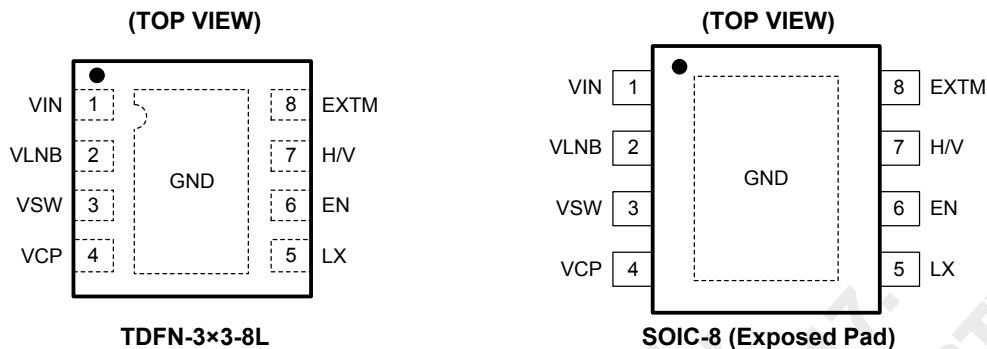 (TOP VIEW)
VIN 1 8 EXTM
VLNB 2 7 H/V
GND
VSW 3 6 EN
VCP 4 5 LX
TDFN-3×3-8L
(TOP VIEW)
VIN 1 8 EXTM
VLNB 2 7 H/V
GND
VSW 3 6 EN
VCP 4 5 LX
SOIC-8 (Exposed Pad)